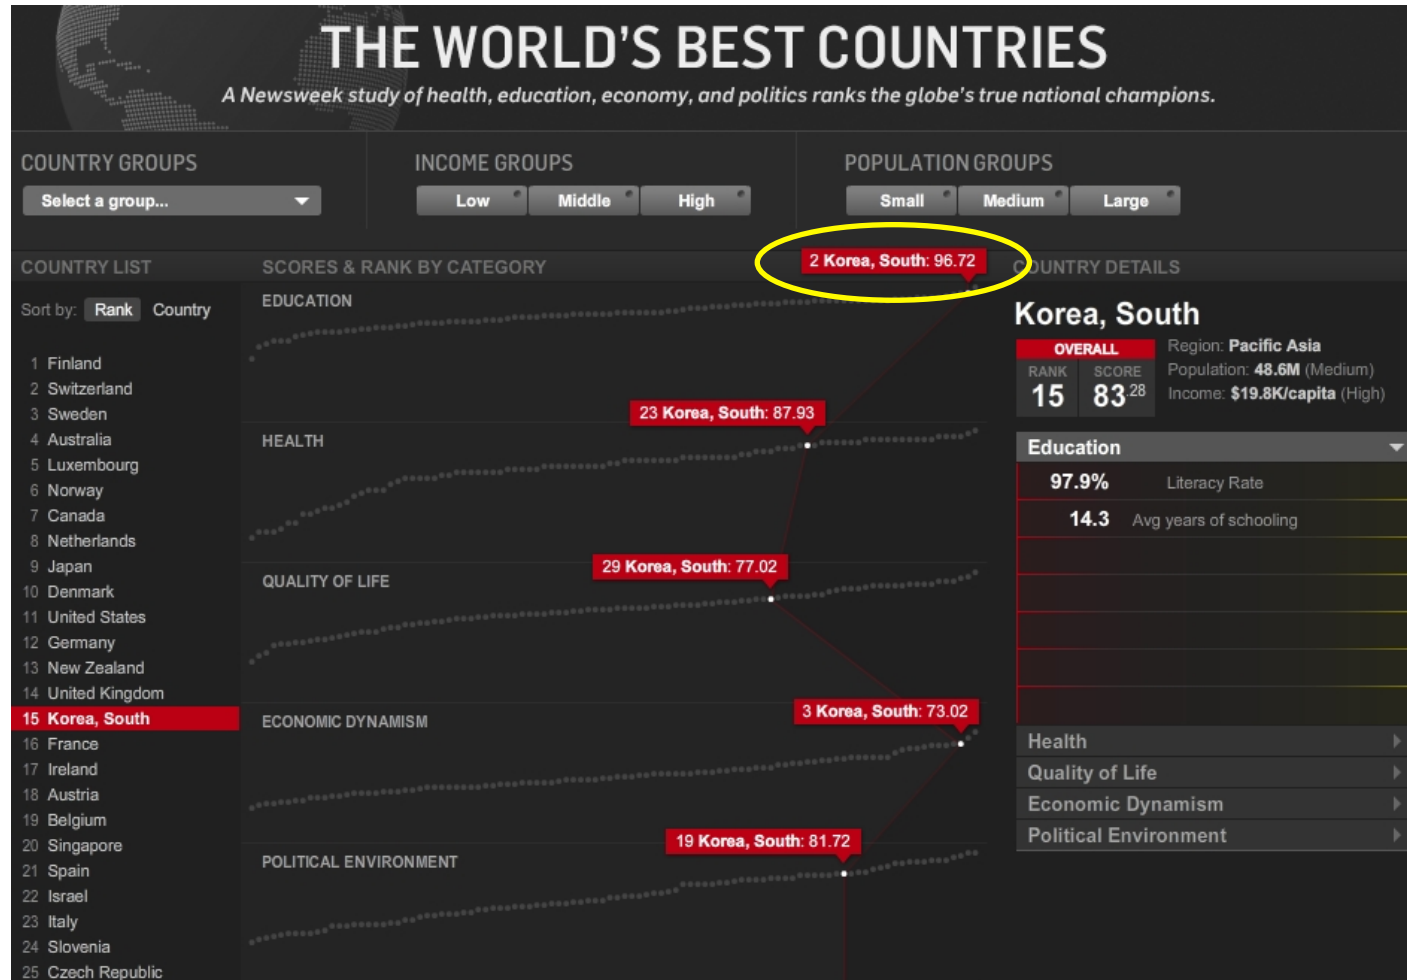 THE WORLD'S BEST COUNTRIES
A Newsweek study of health, education, economy, and politics ranks the globe's true national champions.
COUNTRY GROUPS
Select a group...
INCOME GROUPS
Low Middle High
POPULATION GROUPS
Small Medium Large
COUNTRY LIST
Sort by: Rank Country
1 Finland
2 Switzerland
3 Sweden
4 Australia
5 Luxembourg
6 Norway
7 Canada
8 Netherlands
9 Japan
10 Denmark
11 United States
12 Germany
13 New Zealand
14 United Kingdom
15 Korea, South
16 France
17 Ireland
18 Austria
19 Belgium
20 Singapore
21 Spain
22 Israel
23 Italy
24 Slovenia
25 Czech Republic
SCORES & RANK BY CATEGORY
2 Korea, South: 96.72
EDUCATION
23 Korea, South: 87.93
HEALTH
29 Korea, South: 77.02
QUALITY OF LIFE
3 Korea, South: 73.02
ECONOMIC DYNAMISM
19 Korea, South: 81.72
POLITICAL ENVIRONMENT
COUNTRY DETAILS
Korea, South
OVERALL
RANK SCORE
15 83.28
Region: Pacific Asia
Population: 48.6M (Medium)
Income: $19.8K/capita (High)
Education
97.9% Literacy Rate
14.3 Avg years of schooling
Health
Quality of Life
Economic Dynamism
Political Environment